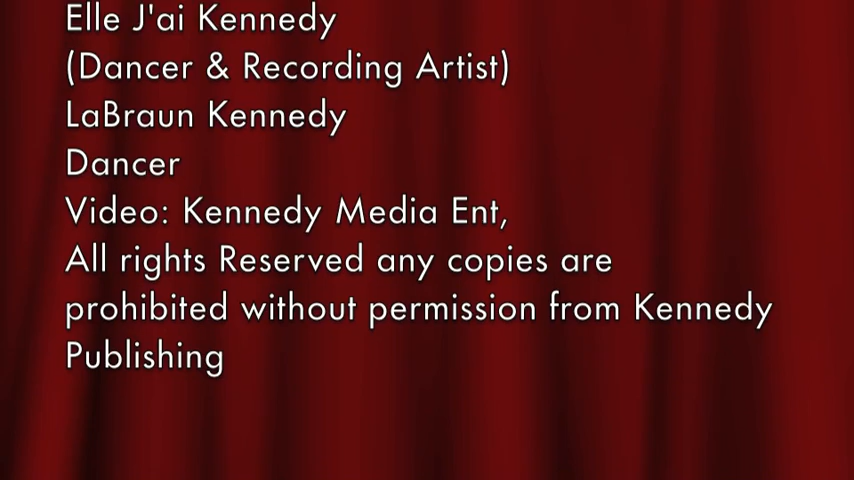 Elle J'ai Kennedy
(Dancer & Recording Artist)
LaBraun Kennedy
Dancer
Video: Kennedy Media Ent,
All rights Reserved any copies are
prohibited without permission from Kennedy
Publishing